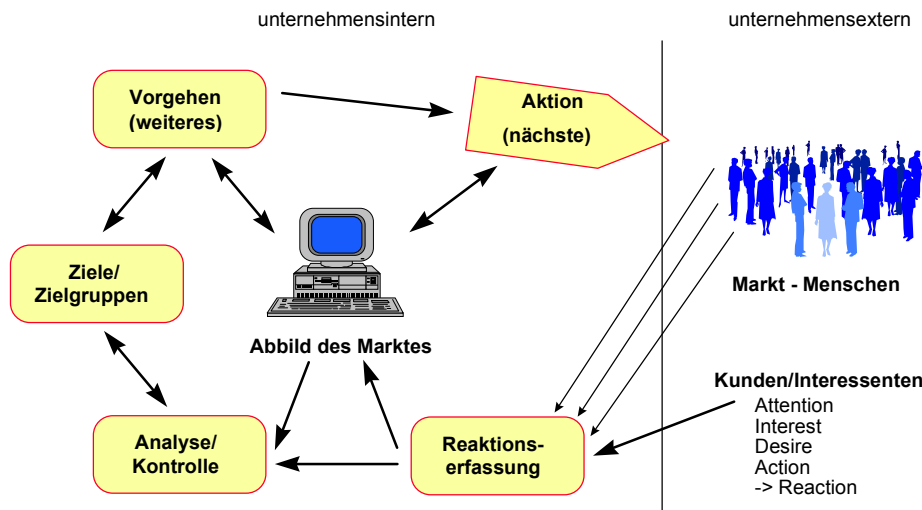 unternehmensintern
unternehmensextern
Vorgehen
(weiteres)
Aktion
(nächste)
Ziele/
Zielgruppen
Abbild des Marktes
Markt - Menschen
Analyse/
Kontrolle
Reaktions-
erfassung
Kunden/Interessenten
Attention
Interest
Desire
Action
-> Reaction